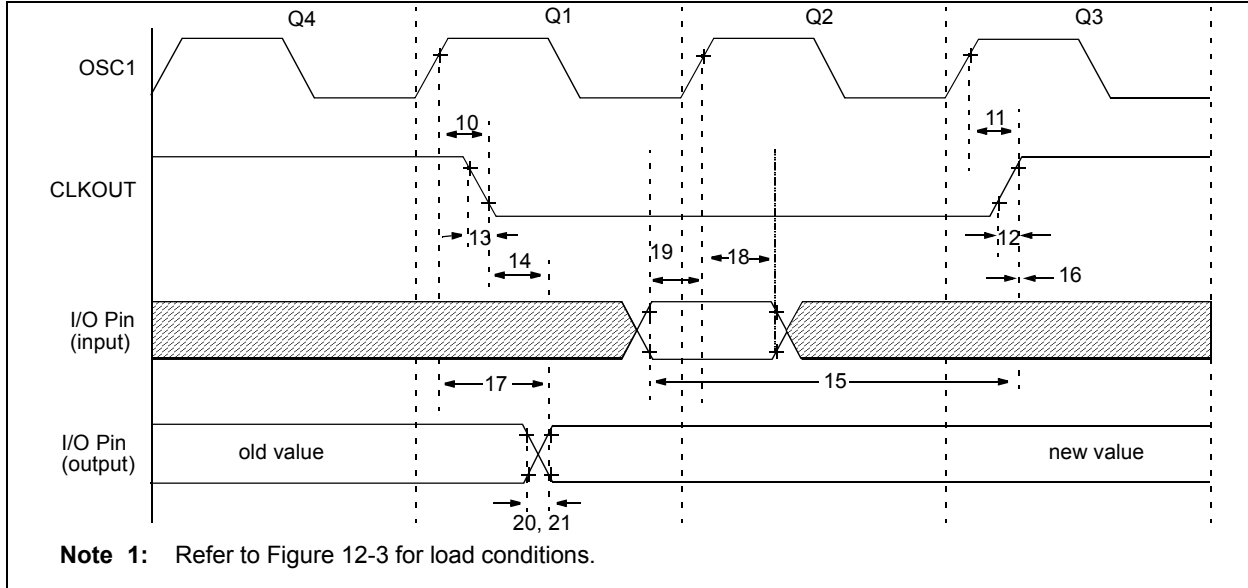 Q4 Q1 Q2 Q3
OSC1
10 11
CLKOUT
13 12
14 19 18
16
I/O Pin
(input)
17 15
I/O Pin
(output)
old value new value
20, 21
Note 1: Refer to Figure 12-3 for load conditions.